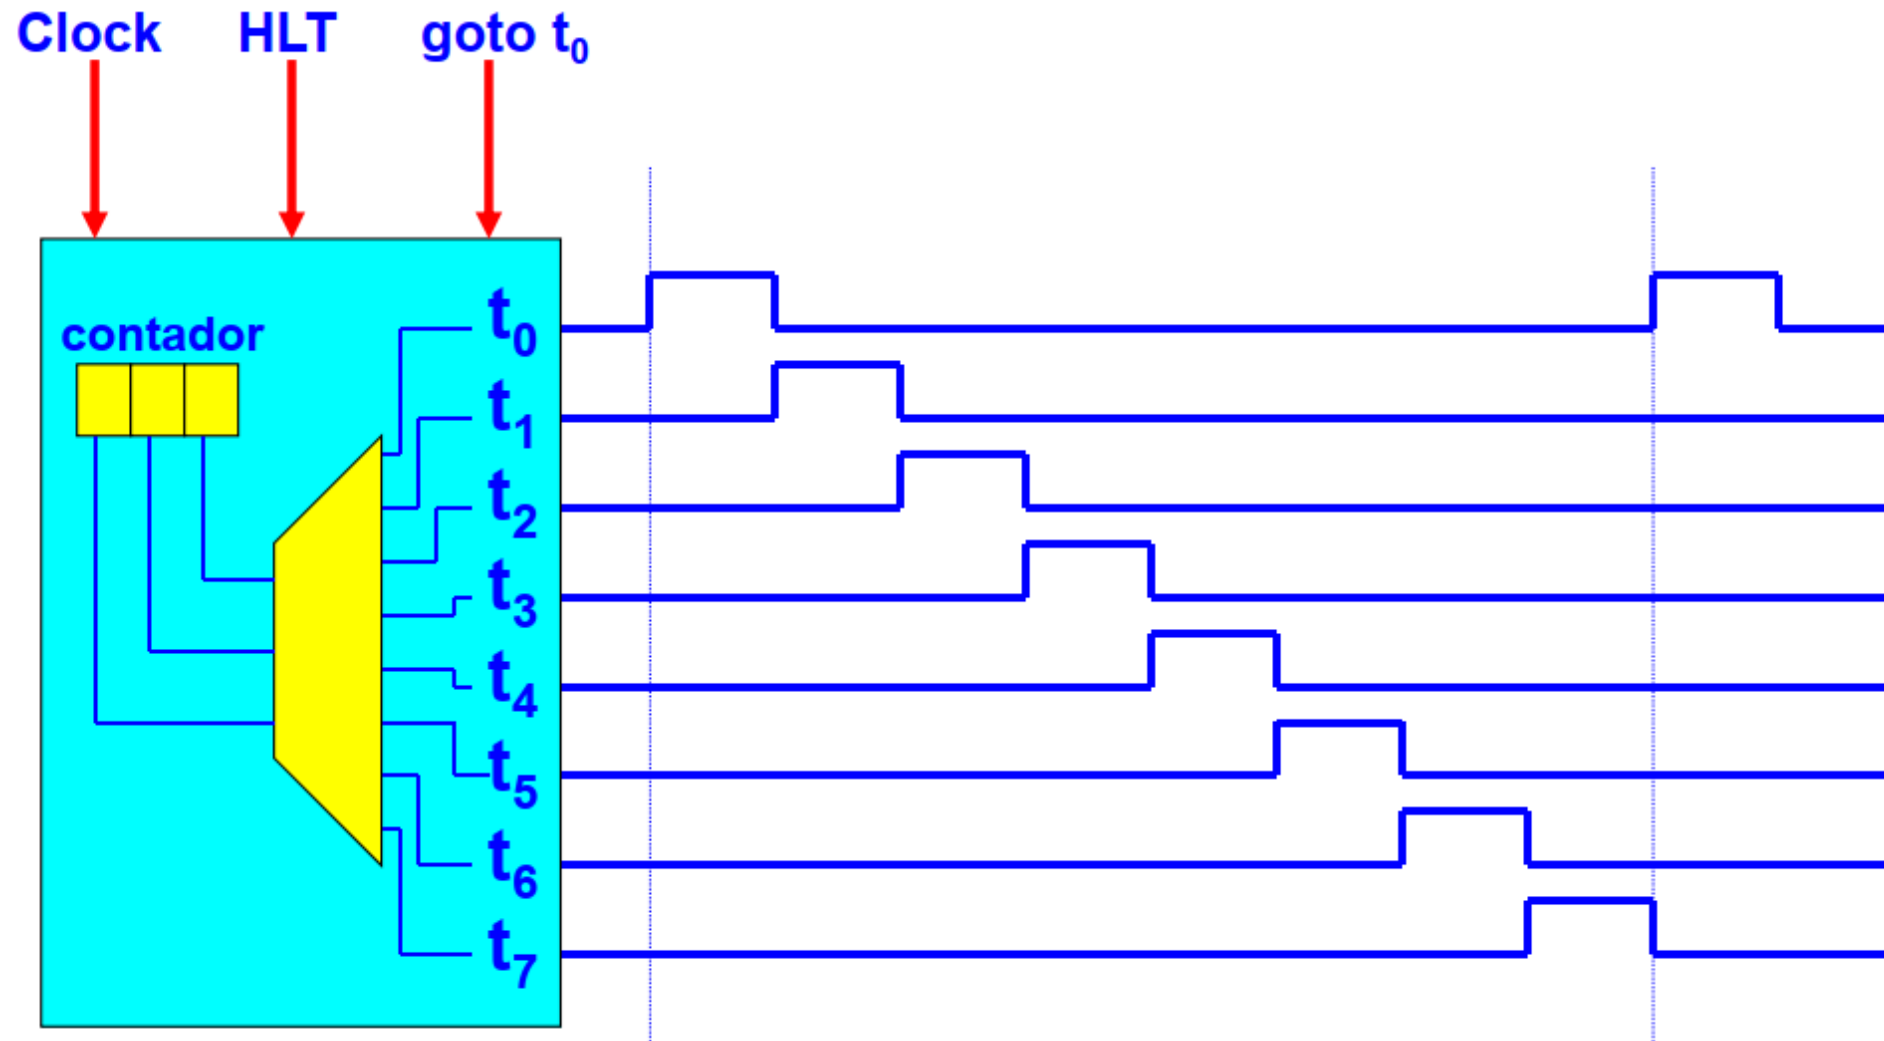 Clock HLT goto t₀
contador
t₀
t₁
t₂
t₃
t₄
t₅
t₆
t₇